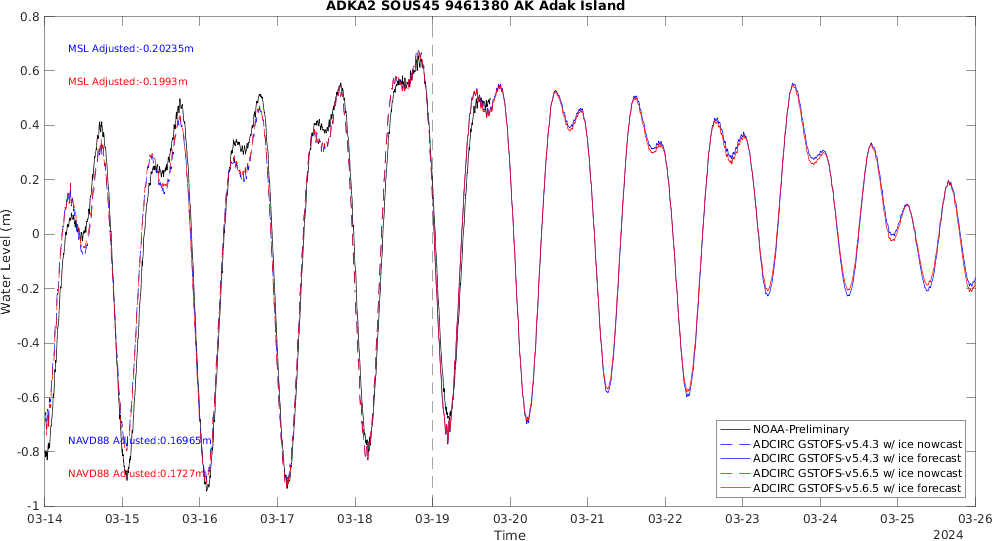 ADKA2 SOUS45 9461380 AK Adak Island
0.8
MSL Adjusted:-0.20235m
0.6
MSL Adjusted:-0.1993m
0.4
0.2
0
Water Level (m)
-0.2
-0.4
-0.6
NOAA-Preliminary
NAVD88 Adjusted:0.16965m
ADCIRC GSTOFS-v5.4.3 w/ ice nowcast
-0.8
ADCIRC GSTOFS-v5.4.3 w/ ice forecast
NAVD88 Adjusted:0.1727m
ADCIRC GSTOFS-v5.6.5 w/ ice nowcast
ADCIRC GSTOFS-v5.6.5 w/ ice forecast
-1
03-14 03-15 03-16 03-17 03-18 03-19 03-20 03-21 03-22 03-23 03-24 03-25 03-26
Time
2024